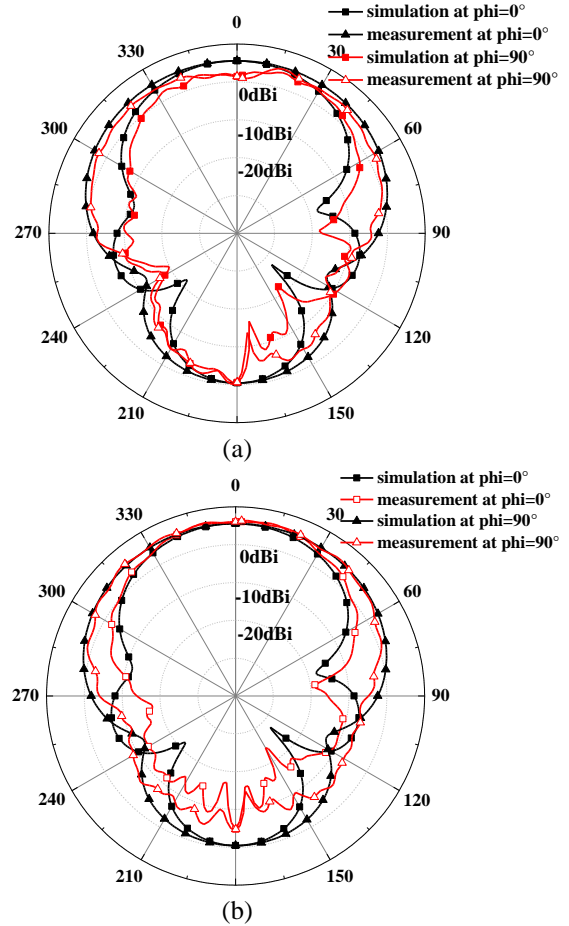 simulation at phi=0°
measurement at phi=0°
simulation at phi=90°
measurement at phi=90°
0
330
30
0dBi
300
60
-10dBi
-20dBi
270
90
240
120
210
150
(a)
simulation at phi=0°
measurement at phi=0°
simulation at phi=90°
measurement at phi=90°
0
330
30
0dBi
300
60
-10dBi
-20dBi
270
90
240
120
210
150
(b)